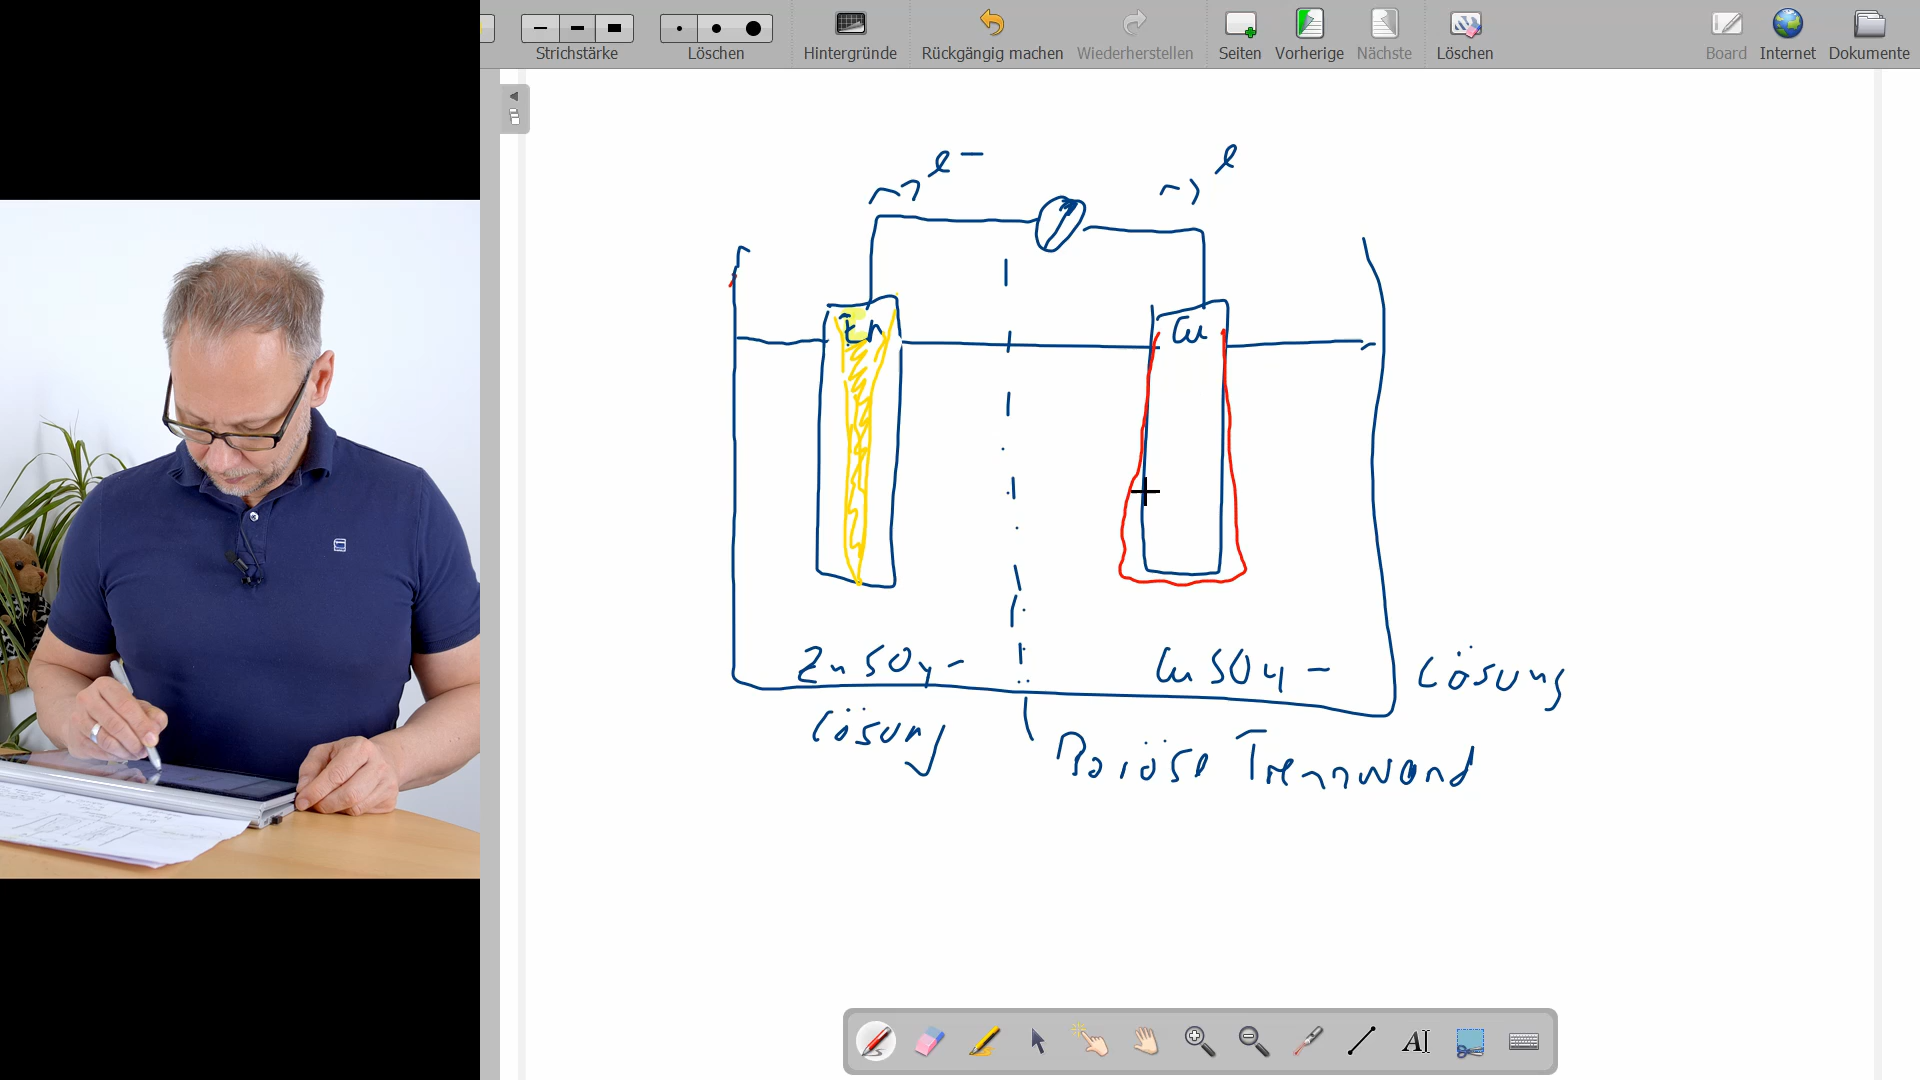 Strichstärke
Löschen
Hintergründe
Rückgängig machen
Wiederherstellen
Seiten
Vorherige
Nächste
Löschen
Board
Internet
Dokumente
e⁻
e
Zn
Cu
ZnSO4-
Lösung
CuSO4-
Lösung
Poröse Trennwand
AI